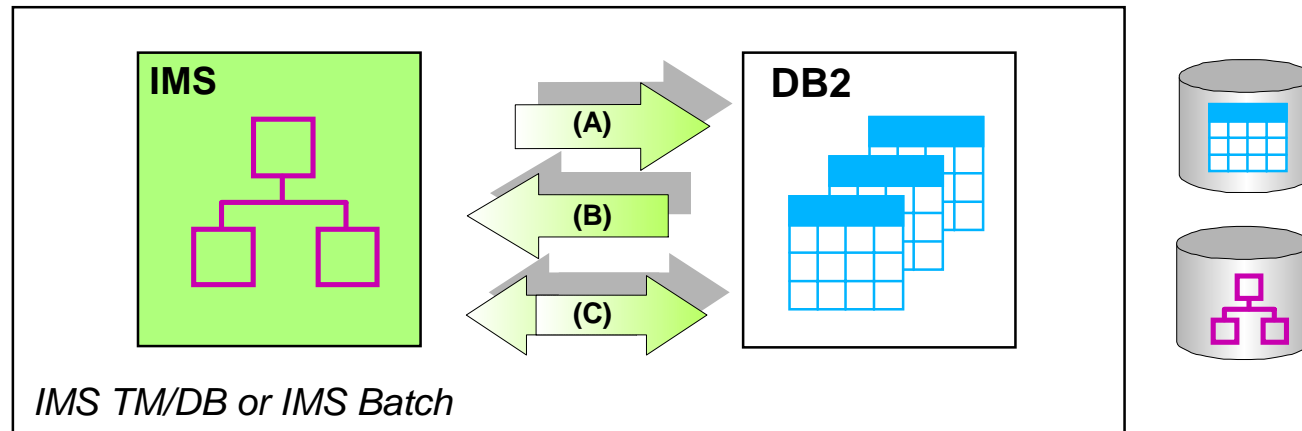 IMS
DB2
(A)
(B)
(C)
IMS TM/DB or IMS Batch